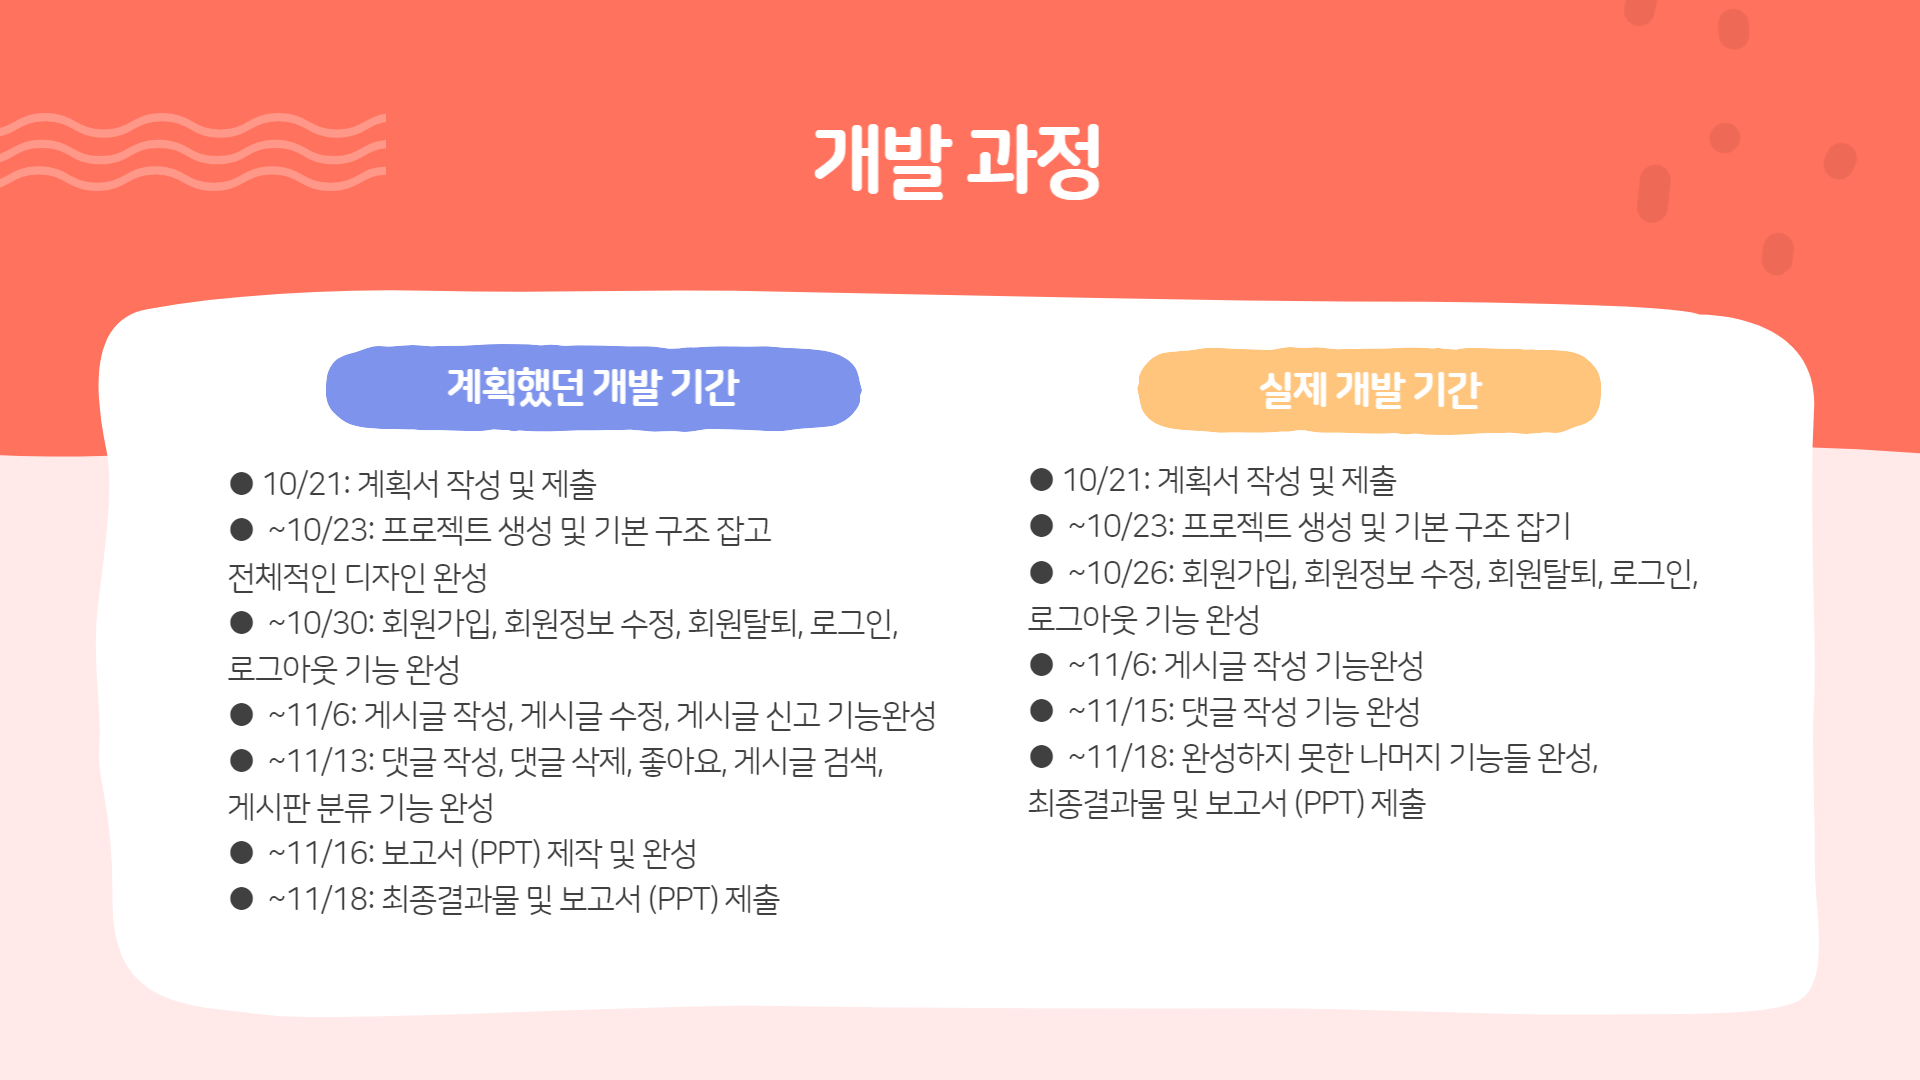 개발 과정
계획했던 개발 기간
● 10/21: 계획서 작성 및 제출
● ~10/23: 프로젝트 생성 및 기본 구조 잡고
전체적인 디자인 완성
● ~10/30: 회원가입, 회원정보 수정, 회원탈퇴, 로그인,
로그아웃 기능 완성
● ~11/6: 게시글 작성, 게시글 수정, 게시글 신고 기능완성
● ~11/13: 댓글 작성, 댓글 삭제, 좋아요, 게시글 검색,
게시판 분류 기능 완성
● ~11/16: 보고서 (PPT) 제작 및 완성
● ~11/18: 최종결과물 및 보고서 (PPT) 제출
실제 개발 기간
● 10/21: 계획서 작성 및 제출
● ~10/23: 프로젝트 생성 및 기본 구조 잡기
● ~10/26: 회원가입, 회원정보 수정, 회원탈퇴, 로그인,
로그아웃 기능 완성
● ~11/6: 게시글 작성 기능완성
● ~11/15: 댓글 작성 기능 완성
● ~11/18: 완성하지 못한 나머지 기능들 완성,
최종결과물 및 보고서 (PPT) 제출